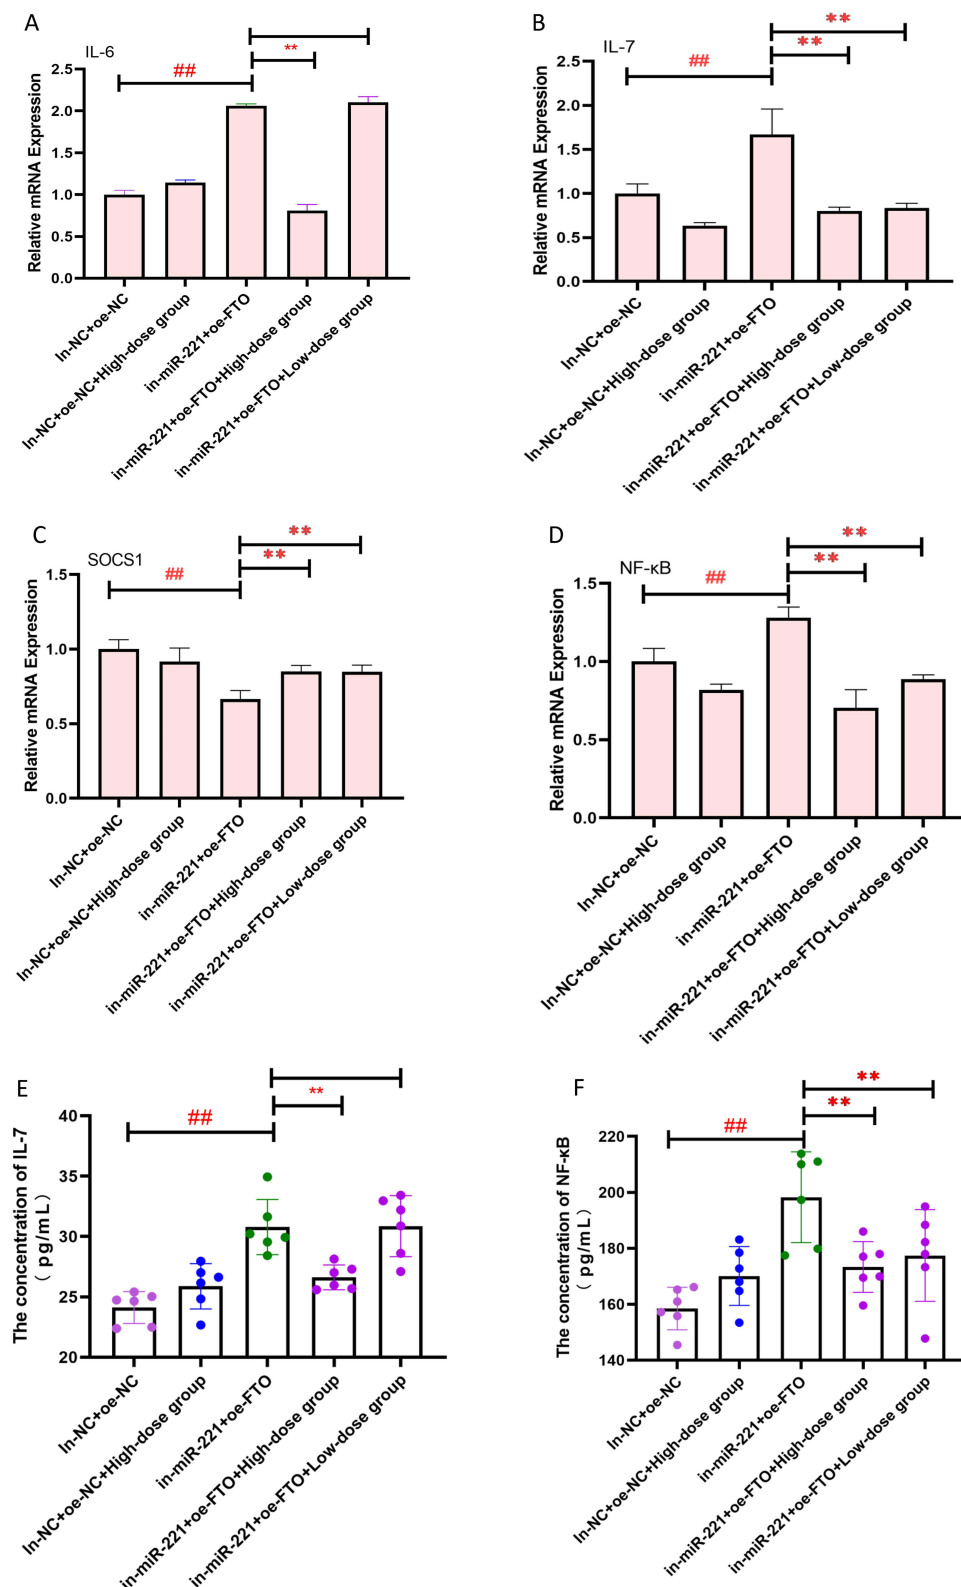 A
IL-6
**
##
Relative mRNA Expression
2.5
2.0
1.5
1.0
0.5
0.0
In-NC+oe-NC
In-NC+oe-NC+High-dose group
in-miR-221+oe-FTO
in-miR-221+oe-FTO+High-dose group
in-miR-221+oe-FTO+Low-dose group
B
IL-7
**
**
##
Relative mRNA Expression
2.5
2.0
1.5
1.0
0.5
0.0
In-NC+oe-NC
In-NC+oe-NC+High-dose group
in-miR-221+oe-FTO
in-miR-221+oe-FTO+High-dose group
in-miR-221+oe-FTO+Low-dose group
C
SOCS1
**
**
##
Relative mRNA Expression
1.5
1.0
0.5
0.0
In-NC+oe-NC
In-NC+oe-NC+High-dose group
in-miR-221+oe-FTO
in-miR-221+oe-FTO+High-dose group
in-miR-221+oe-FTO+Low-dose group
D
NF-κB
**
**
##
Relative mRNA Expression
1.5
1.0
0.5
0.0
In-NC+oe-NC
In-NC+oe-NC+High-dose group
in-miR-221+oe-FTO
in-miR-221+oe-FTO+High-dose group
in-miR-221+oe-FTO+Low-dose group
E
**
##
The concentration of IL-7
( pg/mL )
40
35
30
25
20
In-NC+oe-NC
In-NC+oe-NC+High-dose group
in-miR-221+oe-FTO
in-miR-221+oe-FTO+High-dose group
in-miR-221+oe-FTO+Low-dose group
F
**
**
##
The concentration of NF-κB
( pg/mL )
220
200
180
160
140
In-NC+oe-NC
In-NC+oe-NC+High-dose group
in-miR-221+oe-FTO
in-miR-221+oe-FTO+High-dose group
in-miR-221+oe-FTO+Low-dose group